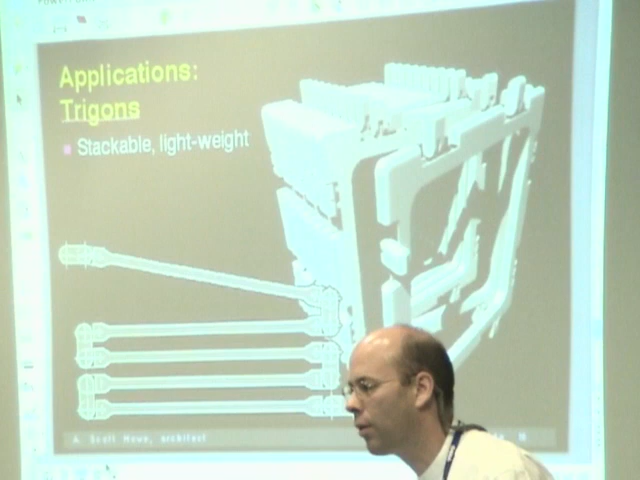 Applications:
Trigons
Stackable, light-weight
A. Scott Howe, architect